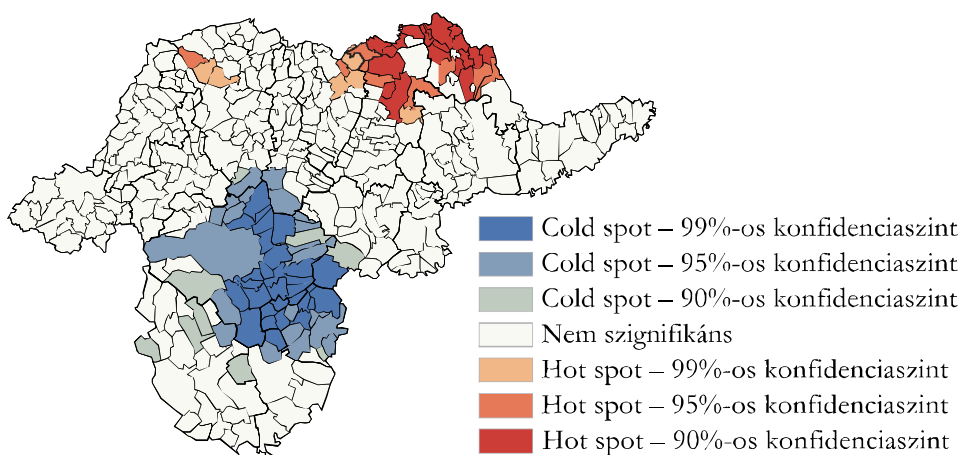 Cold spot – 99%-os konfidenciaszint
Cold spot – 95%-os konfidenciaszint
Cold spot – 90%-os konfidenciaszint
Nem szignifikáns
Hot spot – 99%-os konfidenciaszint
Hot spot – 95%-os konfidenciaszint
Hot spot – 90%-os konfidenciaszint